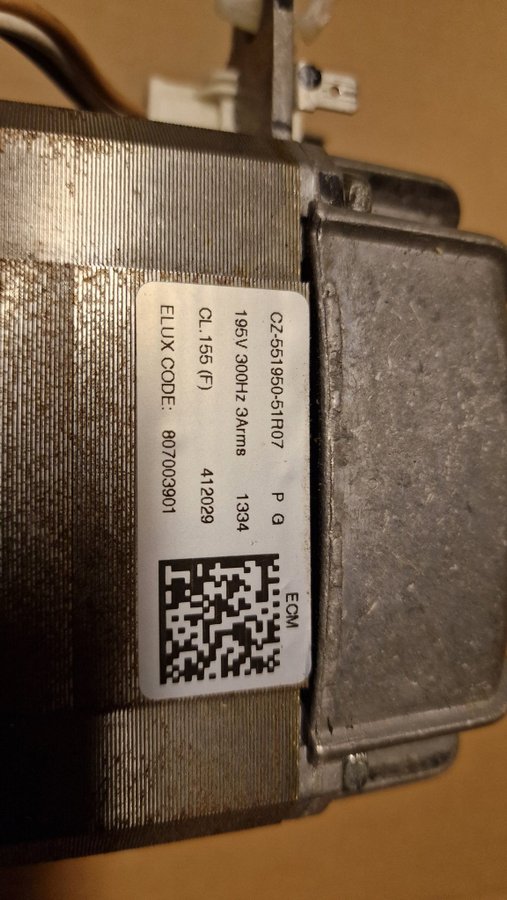 ECM
CZ-551950-51R07 P G
195V 300Hz 3Arms 1334
CL.155 (F) 412029
ELUX CODE: 807003901